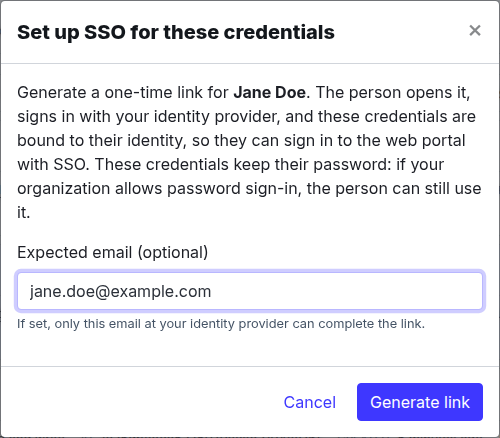 Set up SSO for these credentials
×
Generate a one-time link for Jane Doe. The person opens it,
signs in with your identity provider, and these credentials are
bound to their identity, so they can sign in to the web portal
with SSO. These credentials keep their password: if your
organization allows password sign-in, the person can still use
it.
Expected email (optional)
jane.doe@example.com
If set, only this email at your identity provider can complete the link.
Cancel
Generate link